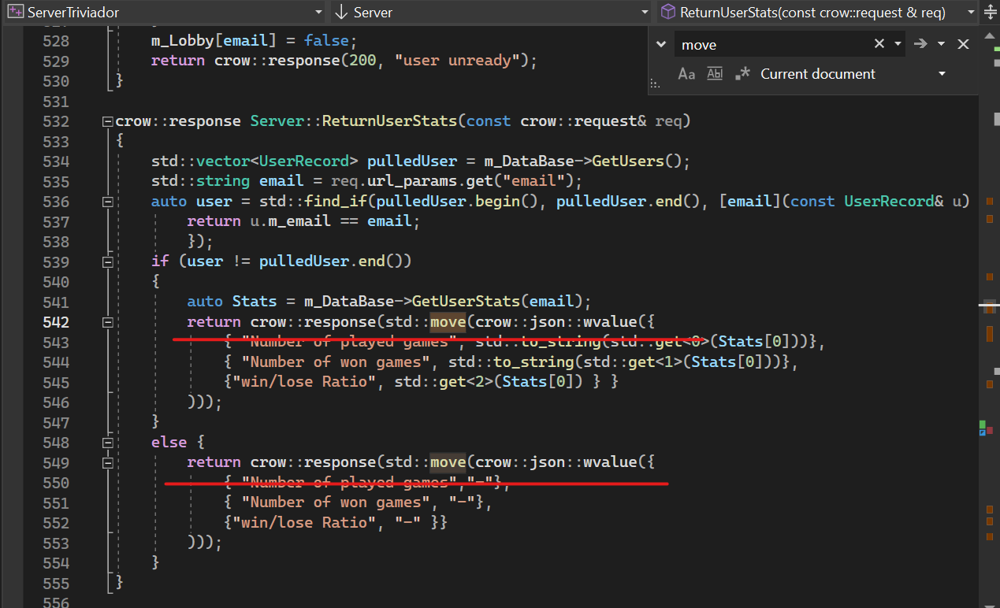 ServerTriviador
Server
ReturnUserStats(const crow::request & req)
move
Aa Abl .* Current document
528 m_Lobby[email] = false;
529 return crow::response(200, "user unready");
530 }
531
532 crow::response Server::ReturnUserStats(const crow::request& req)
533 {
534 std::vector<UserRecord> pulledUser = m_DataBase->GetUsers();
535 std::string email = req.url_params.get("email");
536 auto user = std::find_if(pulledUser.begin(), pulledUser.end(), [email](const UserRecord& u)
537 return u.m_email == email;
538 });
539 if (user != pulledUser.end())
540 {
541 auto Stats = m_DataBase->GetUserStats(email);
542 return crow::response(std::move(crow::json::wvalue({
543 { "Number of played games", std::to_string(std::get<0>(Stats[0]))},
544 { "Number of won games", std::to_string(std::get<1>(Stats[0]))},
545 {"win/lose Ratio", std::get<2>(Stats[0]) } }
546 )));
547 }
548 else {
549 return crow::response(std::move(crow::json::wvalue({
550 { "Number of played games","-"},
551 { "Number of won games", "-"},
552 {"win/lose Ratio", "-" }}
553 )));
554 }
555 }
556